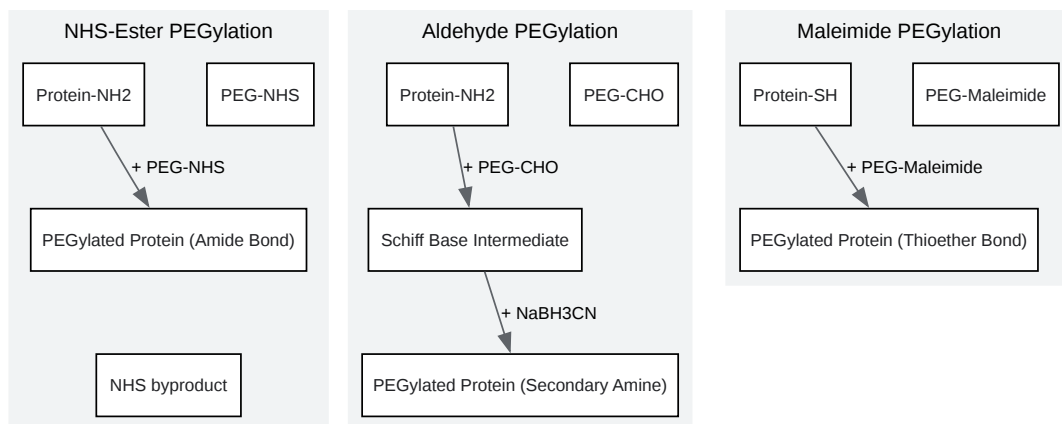 NHS-Ester PEGylation
Protein-NH2
PEG-NHS
+ PEG-NHS
PEGylated Protein (Amide Bond)
NHS byproduct
Aldehyde PEGylation
Protein-NH2
PEG-CHO
+ PEG-CHO
Schiff Base Intermediate
+ NaBH3CN
PEGylated Protein (Secondary Amine)
Maleimide PEGylation
Protein-SH
PEG-Maleimide
+ PEG-Maleimide
PEGylated Protein (Thioether Bond)